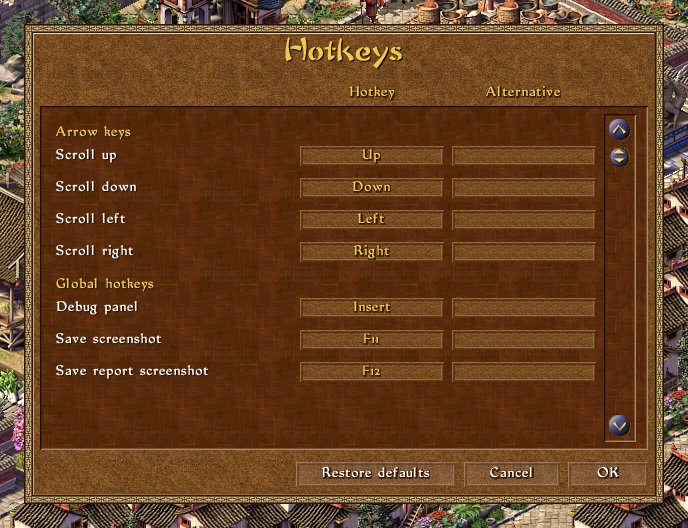 Hotkeys
Hotkey Alternative
Arrow keys
Scroll up Up
Scroll down Down
Scroll left Left
Scroll right Right
Global hotkeys
Debug panel Insert
Save screenshot F11
Save report screenshot F12
Restore defaults Cancel OK